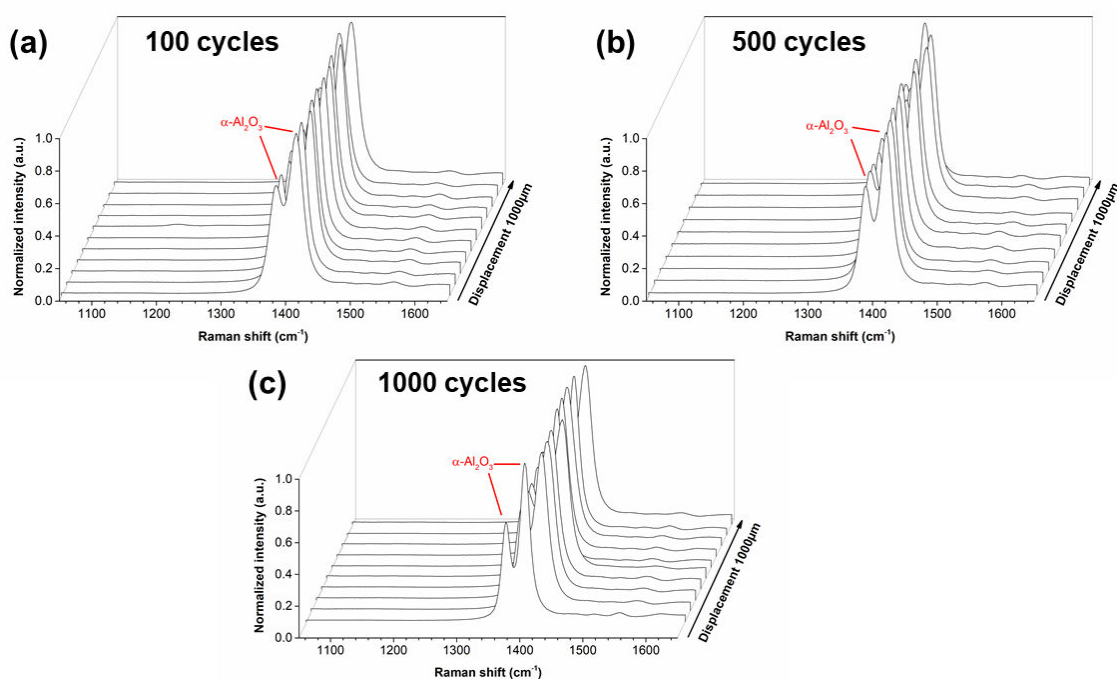 (a)
100 cycles
α-Al₂O₃
Normalized intensity (a.u.)
1.0
0.8
0.6
0.4
0.2
0.0
1100 1200 1300 1400 1500 1600
Raman shift (cm⁻¹)
Displacement 1000µm
(b)
500 cycles
α-Al₂O₃
Normalized intensity (a.u.)
1.0
0.8
0.6
0.4
0.2
0.0
1100 1200 1300 1400 1500 1600
Raman shift (cm⁻¹)
Displacement 1000µm
(c)
1000 cycles
α-Al₂O₃
Normalized intensity (a.u.)
1.0
0.8
0.6
0.4
0.2
0.0
1100 1200 1300 1400 1500 1600
Raman shift (cm⁻¹)
Displacement 1000µm